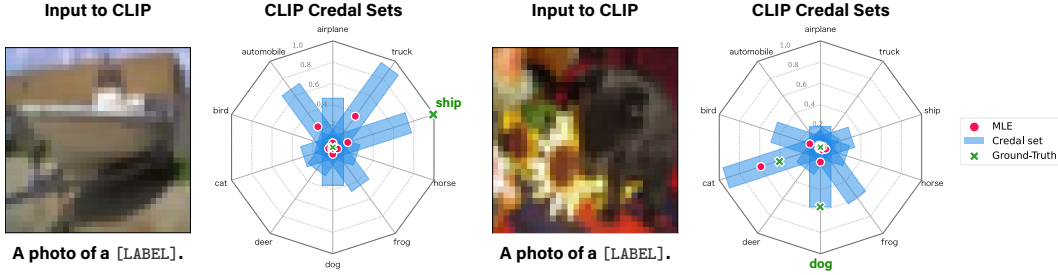 Input to CLIP
CLIP Credal Sets
Input to CLIP
CLIP Credal Sets
airplane
truck
ship
horse
frog
dog
deer
cat
bird
automobile
1.0
0.8
0.6
0.4
0.2
airplane
truck
ship
horse
frog
dog
deer
cat
bird
automobile
1.0
0.8
0.6
0.4
0.2
MLE
Credal set
Ground-Truth
A photo of a [LABEL].
A photo of a [LABEL].